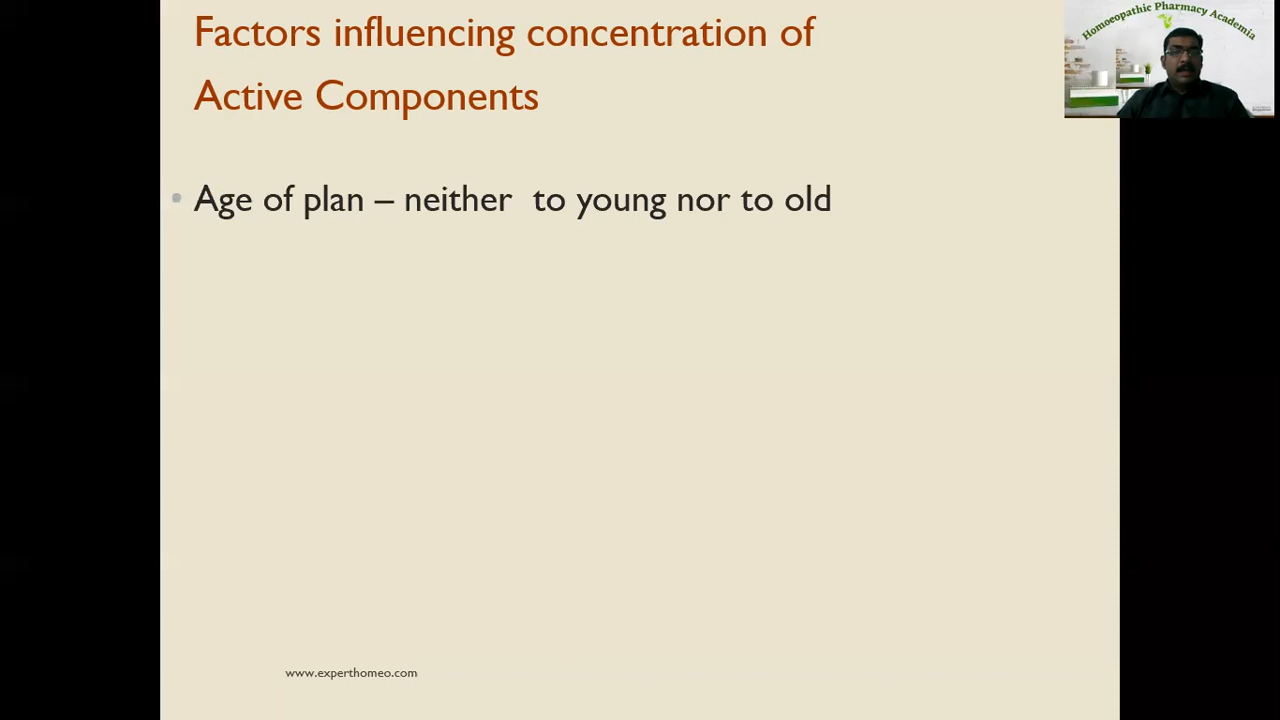 Factors influencing concentration of
Active Components
Homoeopathic Pharmacy Academia
• Age of plan – neither to young nor to old
www.experthomeo.com